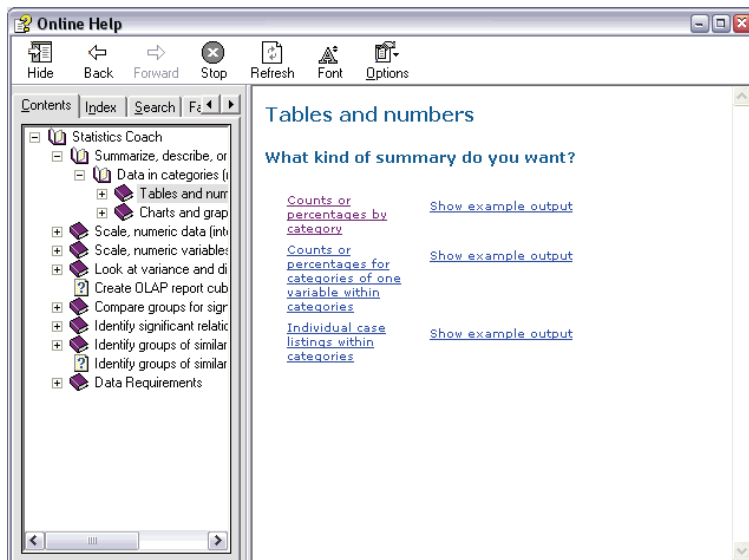 Online Help
Hide Back Forward Stop Refresh Font Options
Contents Index Search
Statistics Coach
Summarize, describe, or
Data in categories (
Tables and num
Charts and grap
Scale, numeric data (int
Scale, numeric variables
Look at variance and di
Create OLAP report cub
Compare groups for sign
Identify significant relatio
Identify groups of similar
Identify groups of similar
Data Requirements
Tables and numbers
What kind of summary do you want?
Counts or
percentages by
category
Show example output
Counts or
percentages for
categories of one
variable within
categories
Show example output
Individual case
listings within
categories
Show example output